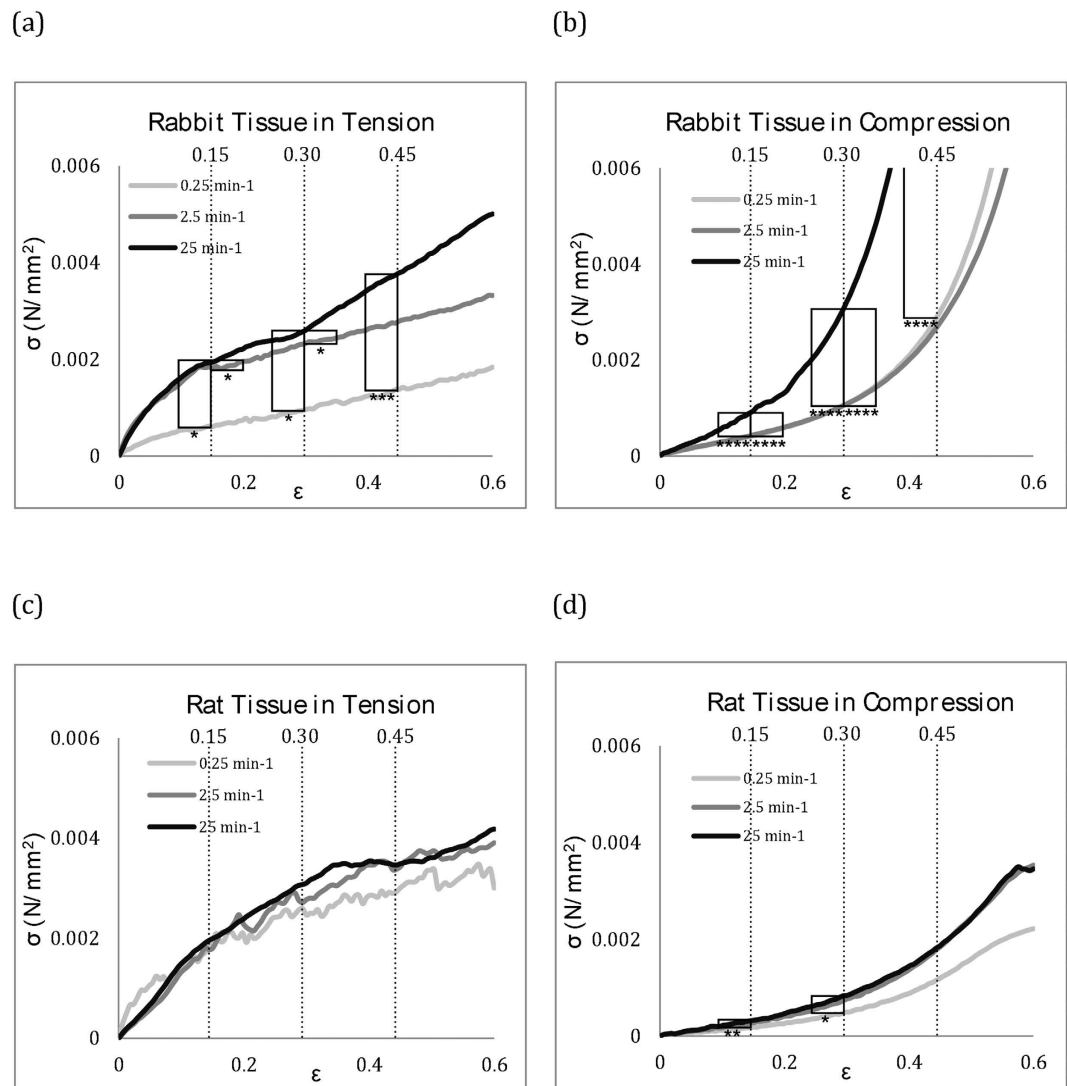 (a)
Rabbit Tissue in Tension
0.15 0.30 0.45
0.006
0.004
0.002
0
σ (N/ mm²)
0.25 min-1
2.5 min-1
25 min-1
* * * * ***
0 0.2 0.4 0.6
ε
(b)
Rabbit Tissue in Compression
0.15 0.30 0.45
0.006
0.004
0.002
0
σ (N/ mm²)
0.25 min-1
2.5 min-1
25 min-1
****
**** ****
**** ****
0 0.2 0.4 0.6
ε
(c)
Rat Tissue in Tension
0.15 0.30 0.45
0.006
0.004
0.002
0
σ (N/ mm²)
0.25 min-1
2.5 min-1
25 min-1
0 0.2 0.4 0.6
ε
(d)
Rat Tissue in Compression
0.15 0.30 0.45
0.006
0.004
0.002
0
σ (N/ mm²)
0.25 min-1
2.5 min-1
25 min-1
** *
0 0.2 0.4 0.6
ε